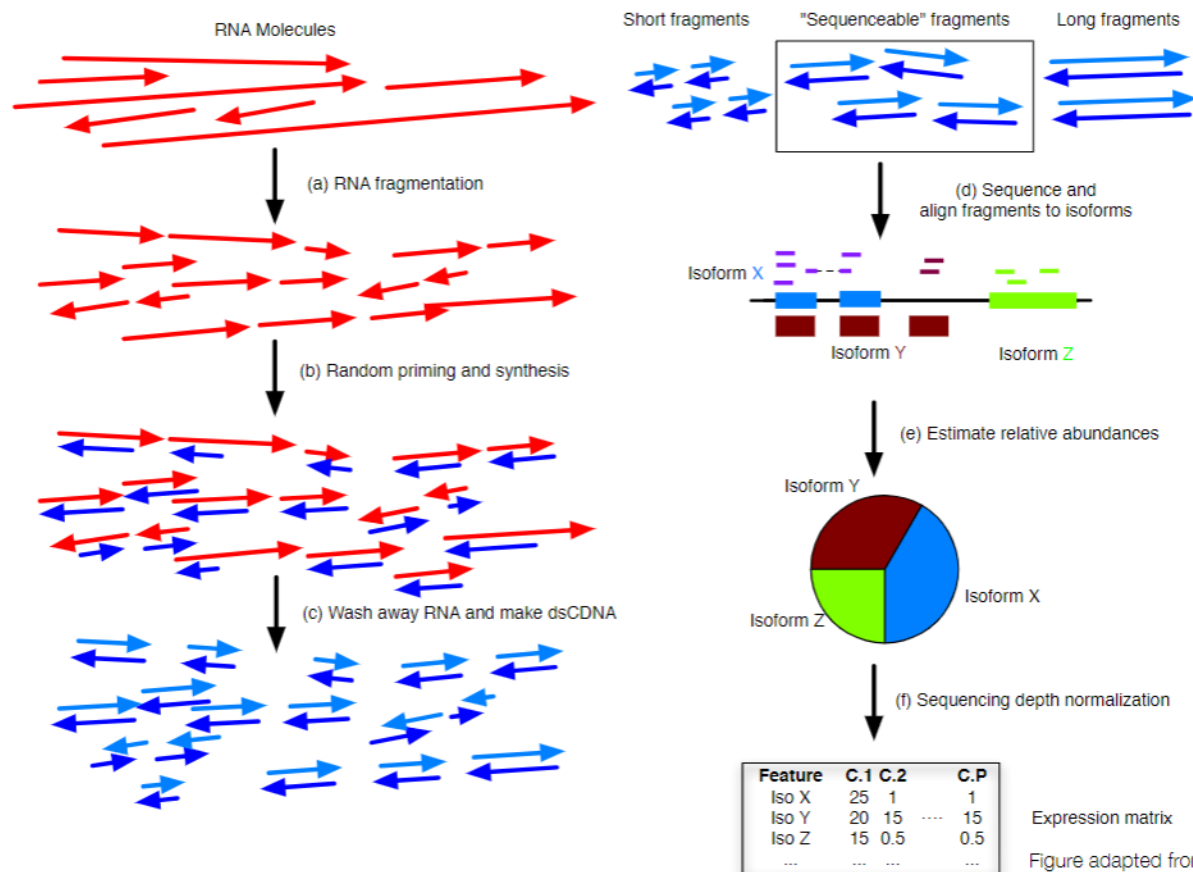 RNA Molecules
(a) RNA fragmentation
(b) Random priming and synthesis
(c) Wash away RNA and make dsCDNA
Short fragments
"Sequenceable" fragments
Long fragments
(d) Sequence and
align fragments to isoforms
Isoform X
Isoform Y
Isoform Z
(e) Estimate relative abundances
Isoform Y
Isoform X
Isoform Z
(f) Sequencing depth normalization
Feature C.1 C.2 C.P
Iso X 25 1 1
Iso Y 20 15 .... 15
Iso Z 15 0.5 0.5
... ... ... ...
Expression matrix
Figure adapted